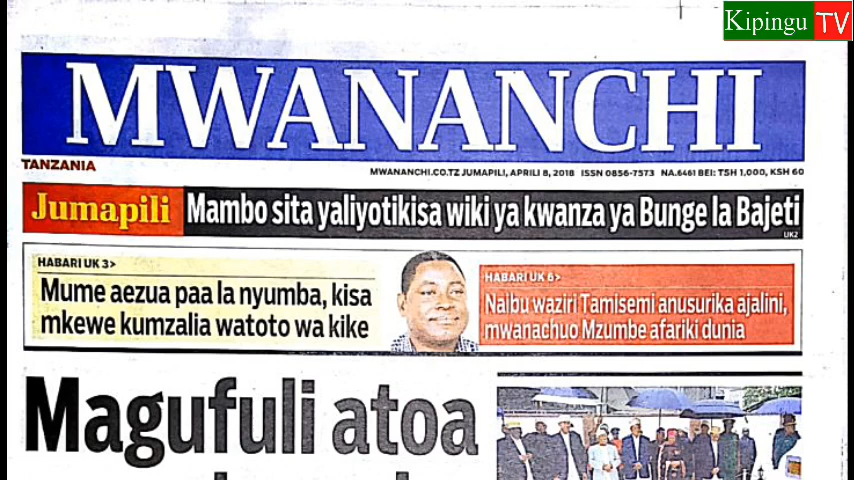 Kipingu TV
MWANANCHI
TANZANIA
MWANANCHI.CO.TZ JUMAPILI, APRILI 8, 2018 ISSN 0856-7573 NA.6461 BEI: TSH 1,000, KSH 60
Jumapili Mambo sita yaliyotikisa wiki ya kwanza ya Bunge la Bajeti
UK2
HABARI UK 3>
Mume aezua paa la nyumba, kisa
mkewe kumzalia watoto wa kike
HABARI UK 6>
Naibu waziri Tamisemi anusurika ajalini,
mwanachuo Mzumbe afariki dunia
Magufuli atoa